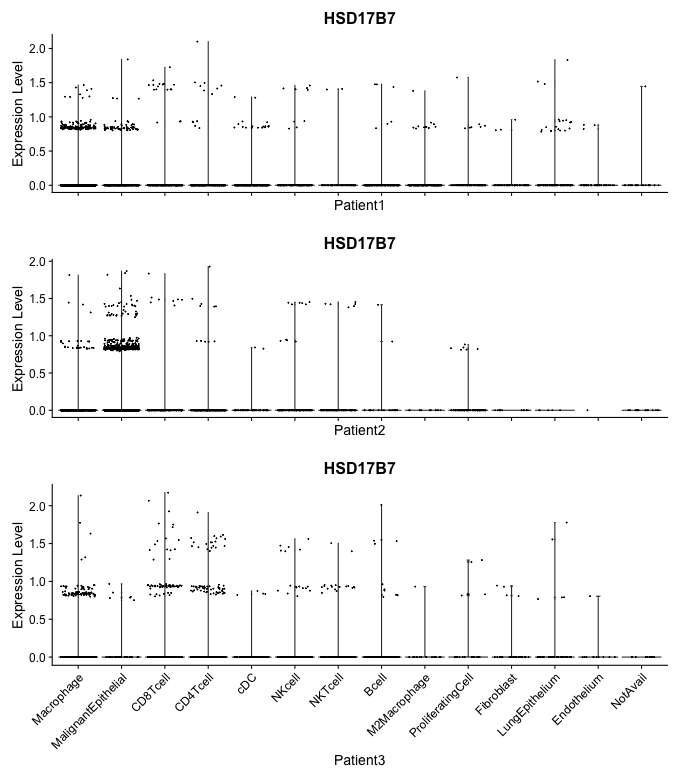 HSD17B7
Expression Level
2.0
1.5
1.0
0.5
0.0
Patient1
HSD17B7
Expression Level
2.0
1.5
1.0
0.5
0.0
Patient2
HSD17B7
Expression Level
2.0
1.5
1.0
0.5
0.0
Macrophage
MalignantEpithelial
CD8Tcell
CD4Tcell
cDC
NKcell
NKTcell
Bcell
M2Macrophage
ProliferatingCell
Fibroblast
LungEpithelium
Endothelium
NotAvail
Patient3